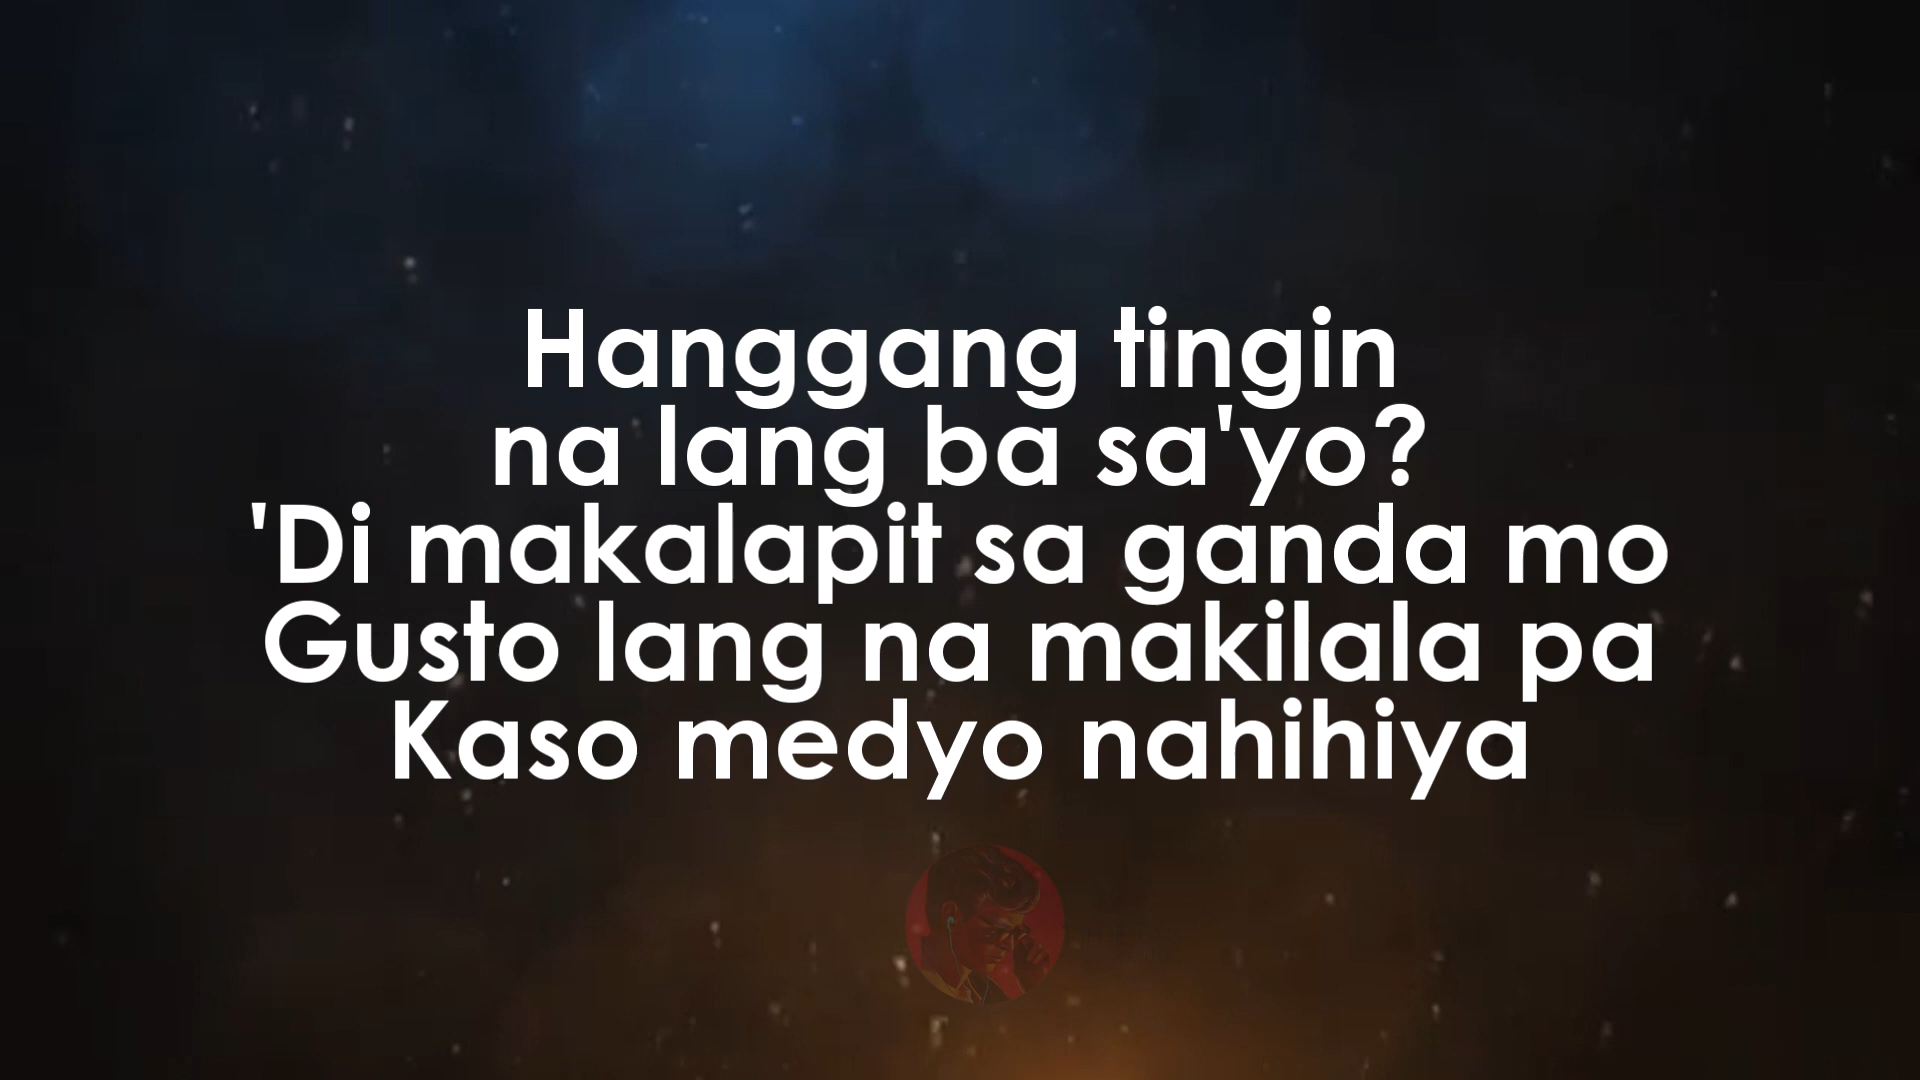 Hanggang tingin
na lang ba sa'yo?
'Di makalapit sa ganda mo
Gusto lang na makilala pa
Kaso medyo nahihiya